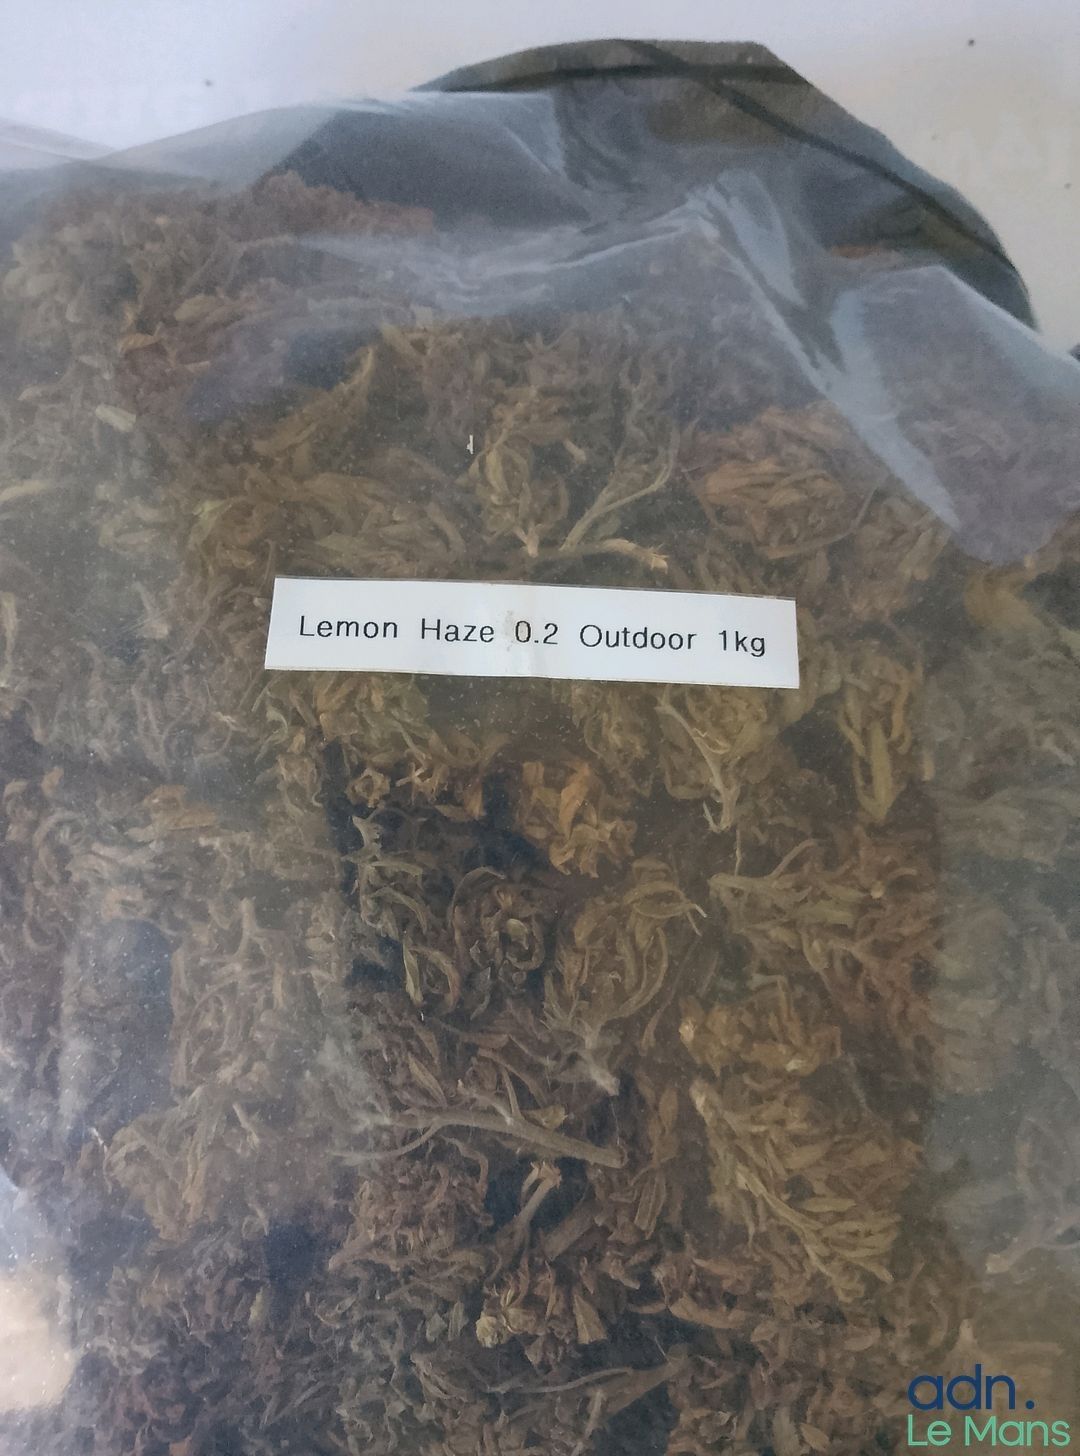 Lemon Haze 0.2 Outdoor 1kg
adn.
Le Mans